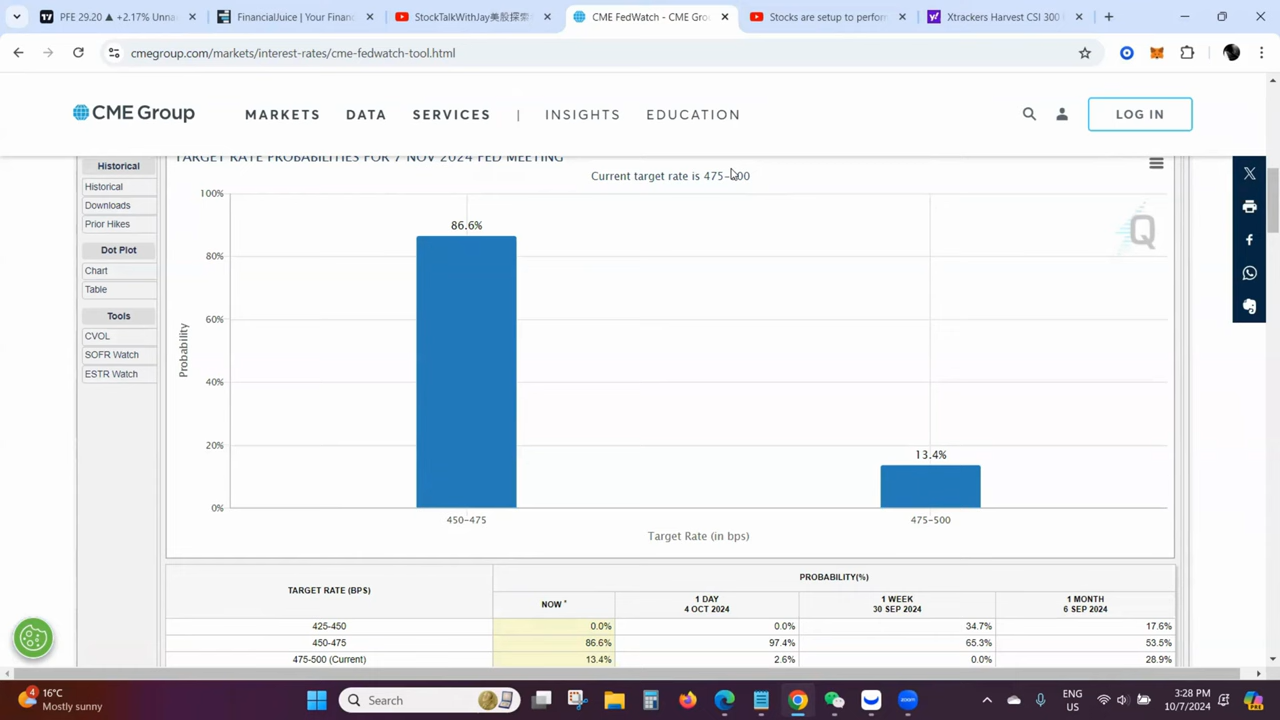 PFE 29.20 ▲ +2.17% Unna
FinancialJuice | Your Finan
StockTalkWithJay美股探索
CME FedWatch - CME Gro
Stocks are setup to perfor
Xtrackers Harvest CSI 300
cmegroup.com/markets/interest-rates/cme-fedwatch-tool.html
CME Group
MARKETS
DATA
SERVICES
|
INSIGHTS
EDUCATION
LOG IN
Historical
Historical
Downloads
Prior Hikes
Dot Plot
Chart
Table
Tools
CVOL
SOFR Watch
ESTR Watch
TARGET RATE PROBABILITIES FOR 7 NOV 2024 FED MEETING
Current target rate is 475-500
Q
100%
80%
60%
40%
20%
0%
Probability
86.6%
13.4%
450-475
475-500
Target Rate (in bps)
TARGET RATE (BPS)
PROBABILITY(%)
NOW *
1 DAY
4 OCT 2024
1 WEEK
30 SEP 2024
1 MONTH
6 SEP 2024
425-450 0.0% 0.0% 34.7% 17.6%
450-475 86.6% 97.4% 65.3% 53.5%
475-500 (Current) 13.4% 2.6% 0.0% 28.9%
4
16°C
Mostly sunny
Search
ENG
CA
3:28 PM
10/7/2024